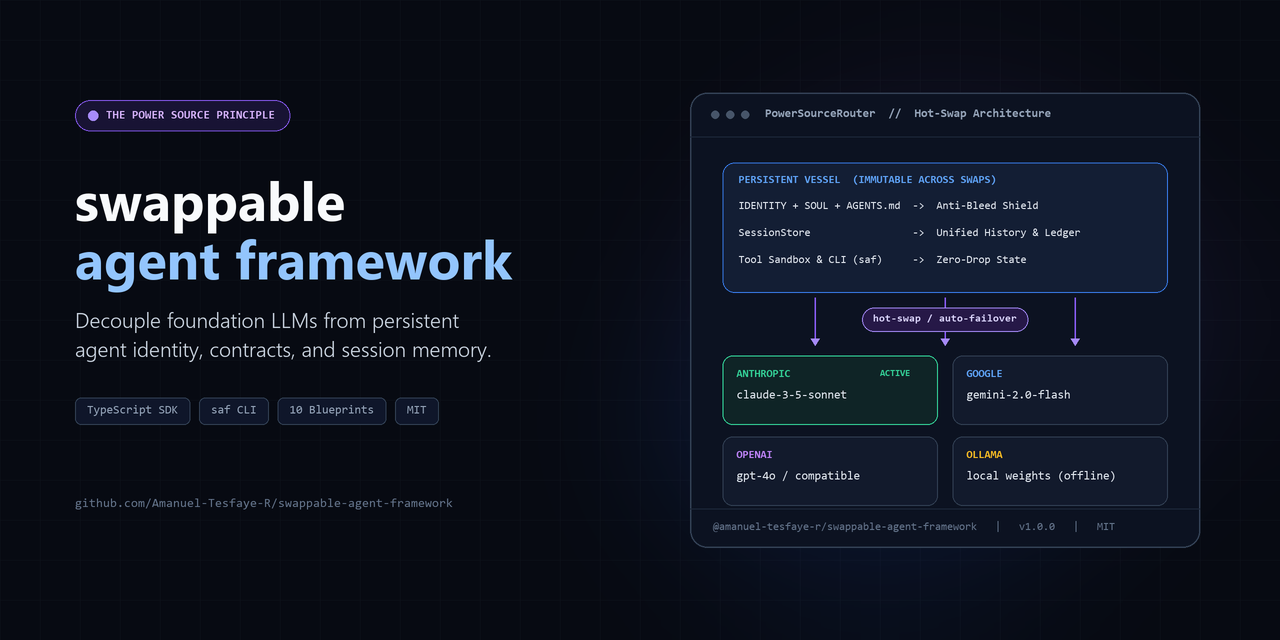 THE POWER SOURCE PRINCIPLE
swappable
agent framework
Decouple foundation LLMs from persistent
agent identity, contracts, and session memory.
TypeScript SDK
saf CLI
10 Blueprints
MIT
github.com/Amanuel-Tesfaye-R/swappable-agent-framework
PowerSourceRouter // Hot-Swap Architecture
PERSISTENT VESSEL (IMMUTABLE ACROSS SWAPS)
IDENTITY + SOUL + AGENTS.md -> Anti-Bleed Shield
SessionStore -> Unified History & Ledger
Tool Sandbox & CLI (saf) -> Zero-Drop State
hot-swap / auto-failover
ANTHROPIC ACTIVE
claude-3-5-sonnet
GOOGLE
gemini-2.0-flash
OPENAI
gpt-4o / compatible
OLLAMA
local weights (offline)
@amanuel-tesfaye-r/swappable-agent-framework | v1.0.0 | MIT